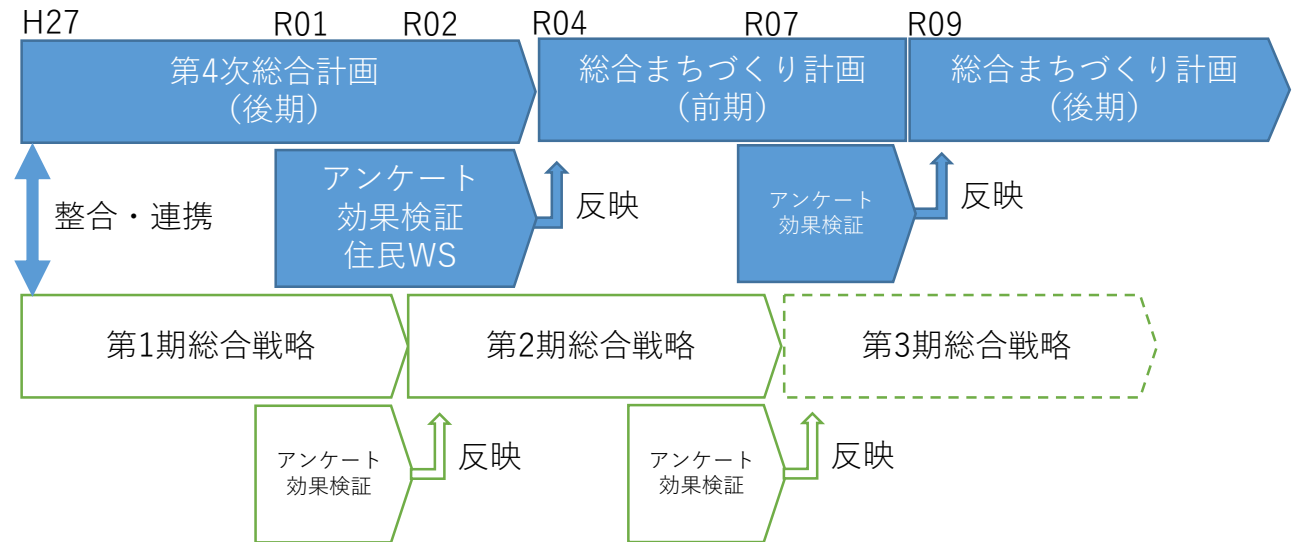 H27
R01
R02
R04
R07
R09
第4次総合計画
(後期)
総合まちづくり計画
(前期)
総合まちづくり計画
(後期)
整合・連携
アンケート
効果検証
住民WS
反映
アンケート
効果検証
反映
第1期総合戦略
第2期総合戦略
第3期総合戦略
アンケート
効果検証
反映
アンケート
効果検証
反映